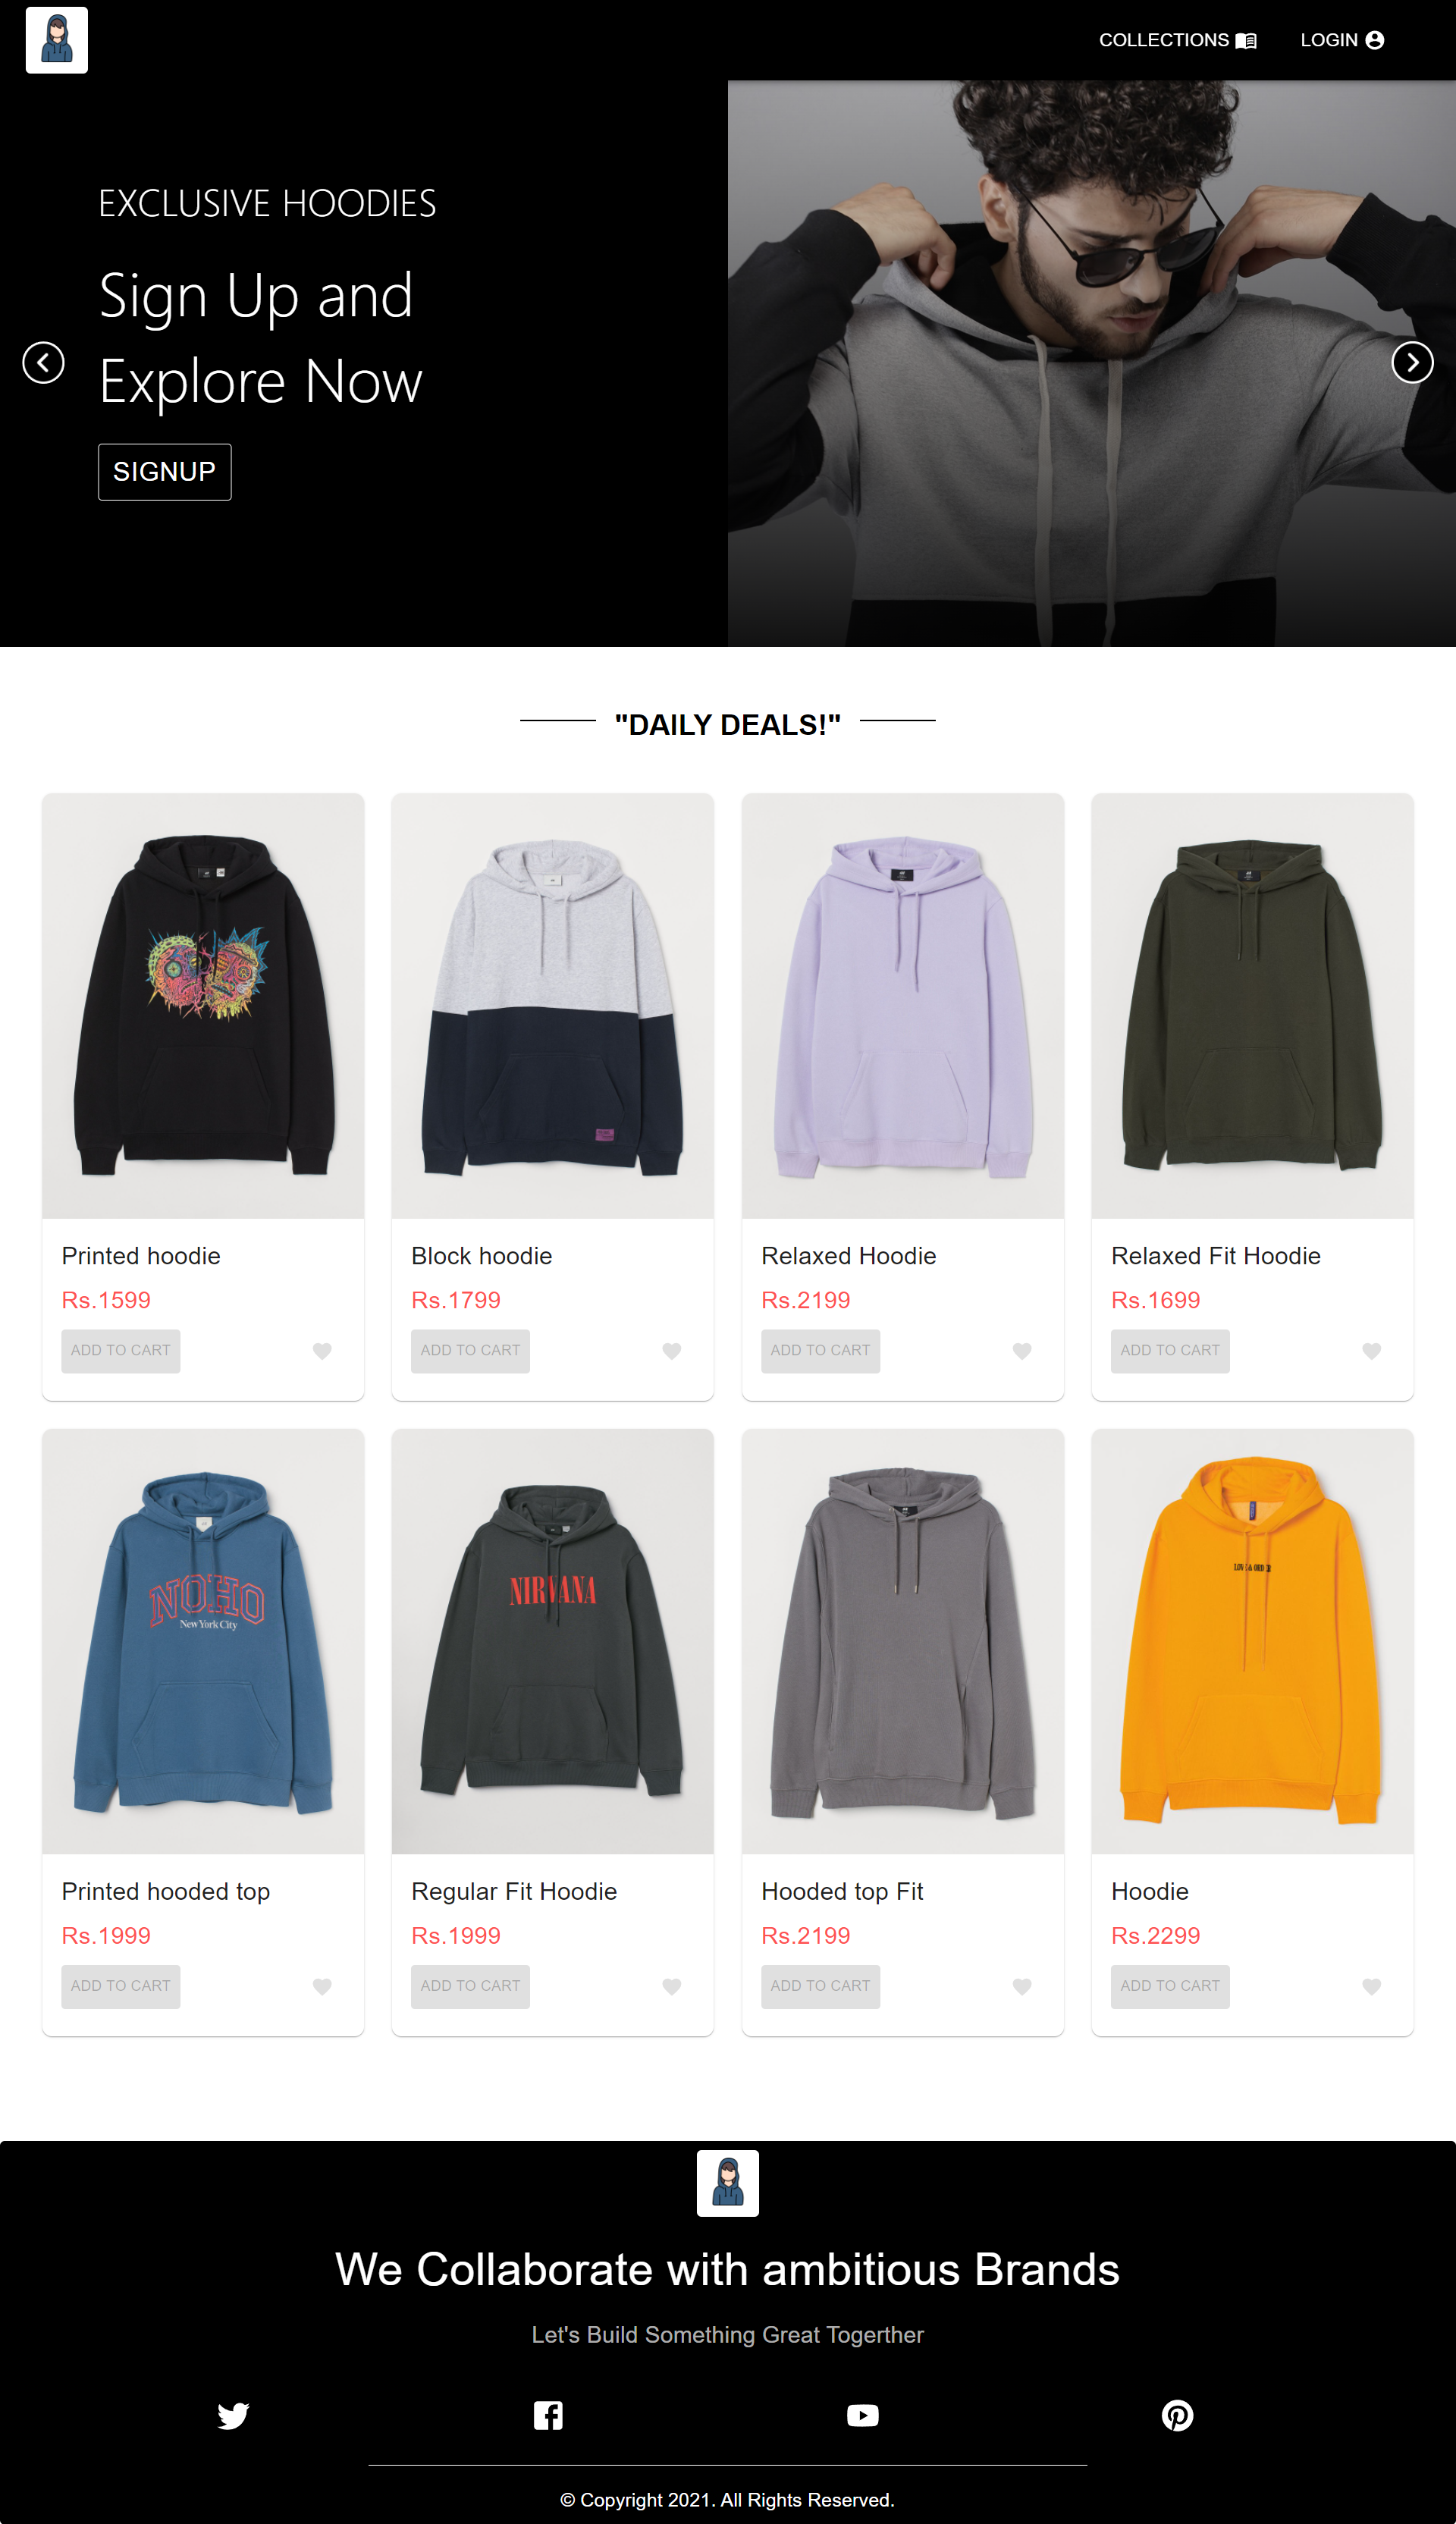 COLLECTIONS
LOGIN
EXCLUSIVE HOODIES
Sign Up and
Explore Now
SIGNUP
"DAILY DEALS!"
Printed hoodie
Rs.1599
ADD TO CART
Block hoodie
Rs.1799
ADD TO CART
Relaxed Hoodie
Rs.2199
ADD TO CART
Relaxed Fit Hoodie
Rs.1699
ADD TO CART
NOHO
New York City
Printed hooded top
Rs.1999
ADD TO CART
NIRVANA
Regular Fit Hoodie
Rs.1999
ADD TO CART
Hooded top Fit
Rs.2199
ADD TO CART
Hoodie
Rs.2299
ADD TO CART
We Collaborate with ambitious Brands
Let's Build Something Great Togerther
© Copyright 2021. All Rights Reserved.